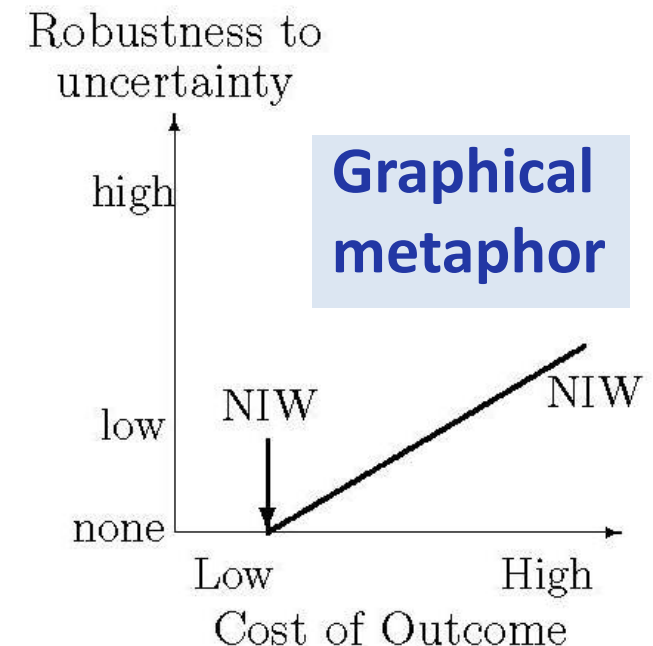 Robustness to
uncertainty
high
Graphical
metaphor
NIW
NIW
low
none
Low
High
Cost of Outcome